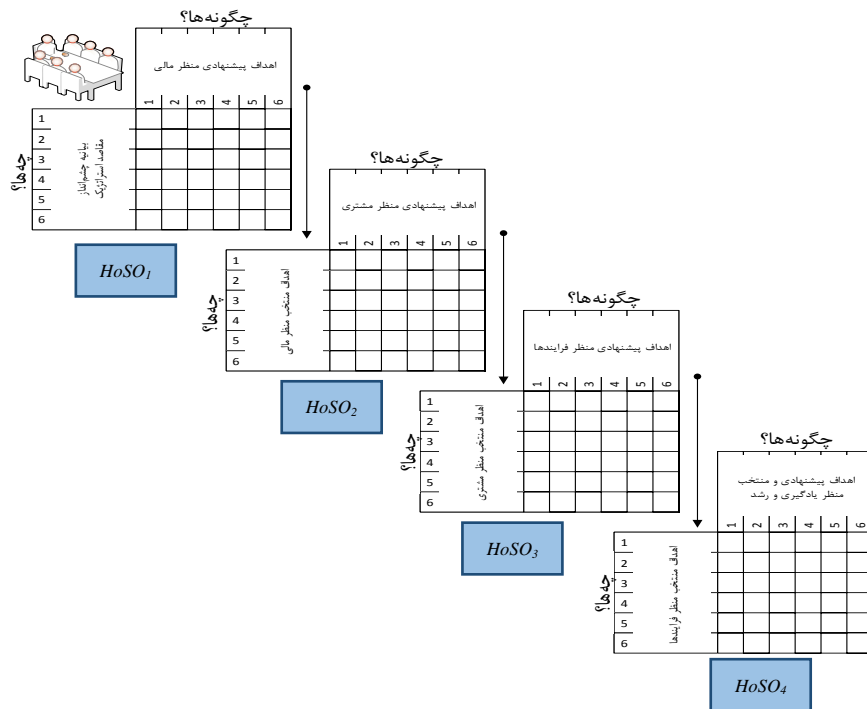 چگونه‌ها؟
اهداف پیشنهادی منظر مالی
1 2 3 4 5 6
چه‌ها؟
1
2
3
4
5
6
بیانیه چشم‌انداز
مقاصد استراتژیک
HoSO1
چگونه‌ها؟
اهداف پیشنهادی منظر مشتری
1 2 3 4 5 6
چه‌ها؟
1
2
3
4
5
6
اهداف منتخب منظر مالی
HoSO2
چگونه‌ها؟
اهداف پیشنهادی منظر فرایندها
1 2 3 4 5 6
چه‌ها؟
1
2
3
4
5
6
اهداف منتخب منظر مشتری
HoSO3
چگونه‌ها؟
اهداف پیشنهادی و منتخب
منظر یادگیری و رشد
1 2 3 4 5 6
چه‌ها؟
1
2
3
4
5
6
اهداف منتخب منظر فرایندها
HoSO4